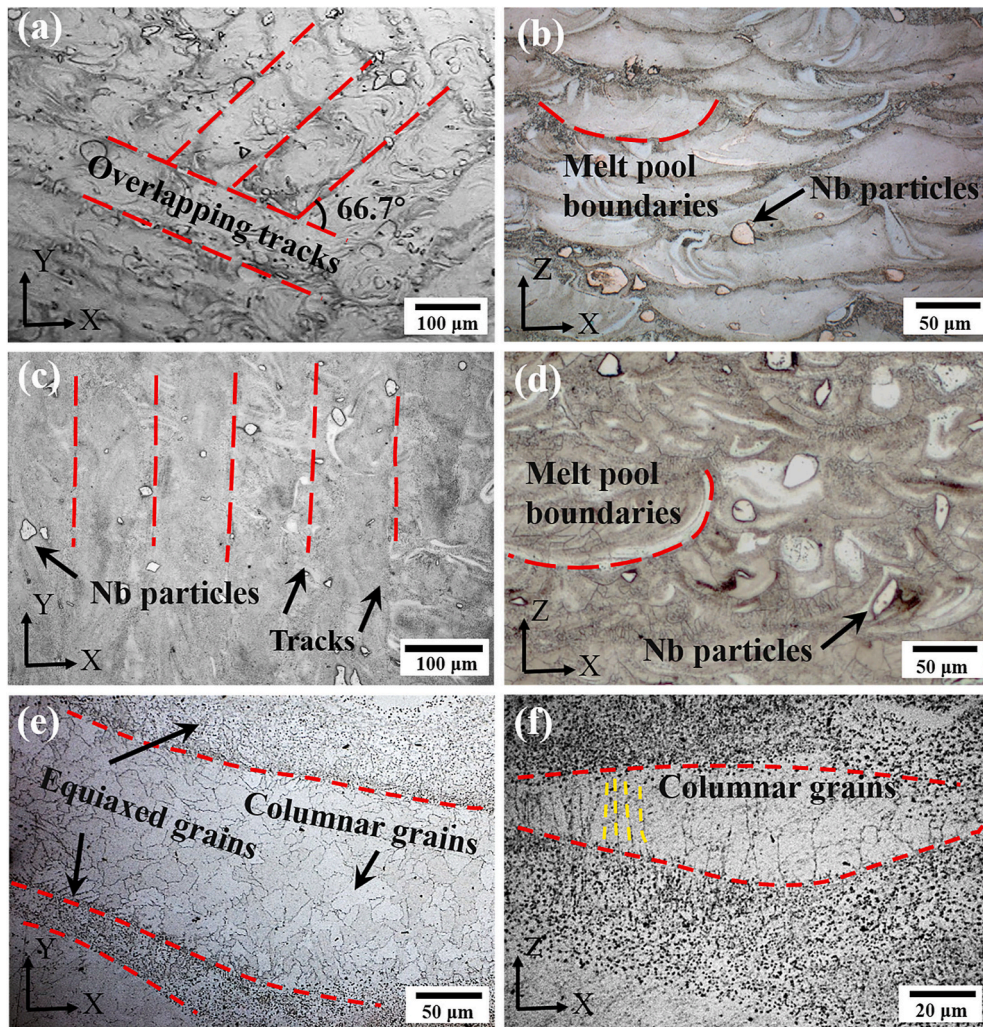 (a)
Overlapping tracks
66.7°
Y
X
100 μm
(b)
Melt pool
boundaries
Nb particles
Z
X
50 μm
(c)
Nb particles
Tracks
Y
X
100 μm
(d)
Melt pool
boundaries
Nb particles
Z
X
50 μm
(e)
Equiaxed grains
Columnar grains
Y
X
50 μm
(f)
Columnar grains
Z
X
20 μm